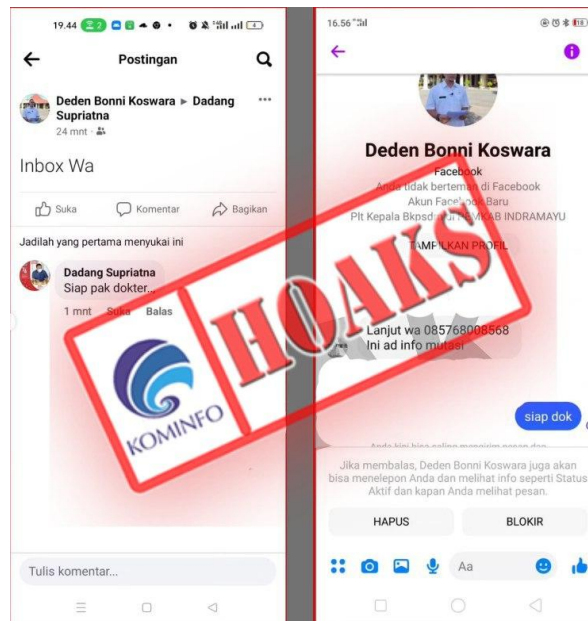 19.44
Postingan
Deden Bonni Koswara ▸ Dadang
Supriatna
24 mnt
Inbox Wa
Suka Komentar Bagikan
Jadilah yang pertama menyukai ini
Dadang Supriatna
Siap pak dokter...
1 mnt Suka Balas
Tulis komentar...
16.56
Deden Bonni Koswara
Facebook
Anda tidak berteman di Facebook
Akun Facebook Baru
Plt Kepala
INDRAMAYU
TAMPILKAN PROFIL
Lanjut wa 085768008568
Ini ad info mutasi
siap dok
Jika membalas, Deden Bonni Koswara juga akan
bisa menelepon Anda dan melihat info seperti Status
Aktif dan kapan Anda melihat pesan.
HAPUS BLOKIR
Aa
KOMINFO
HOAKS